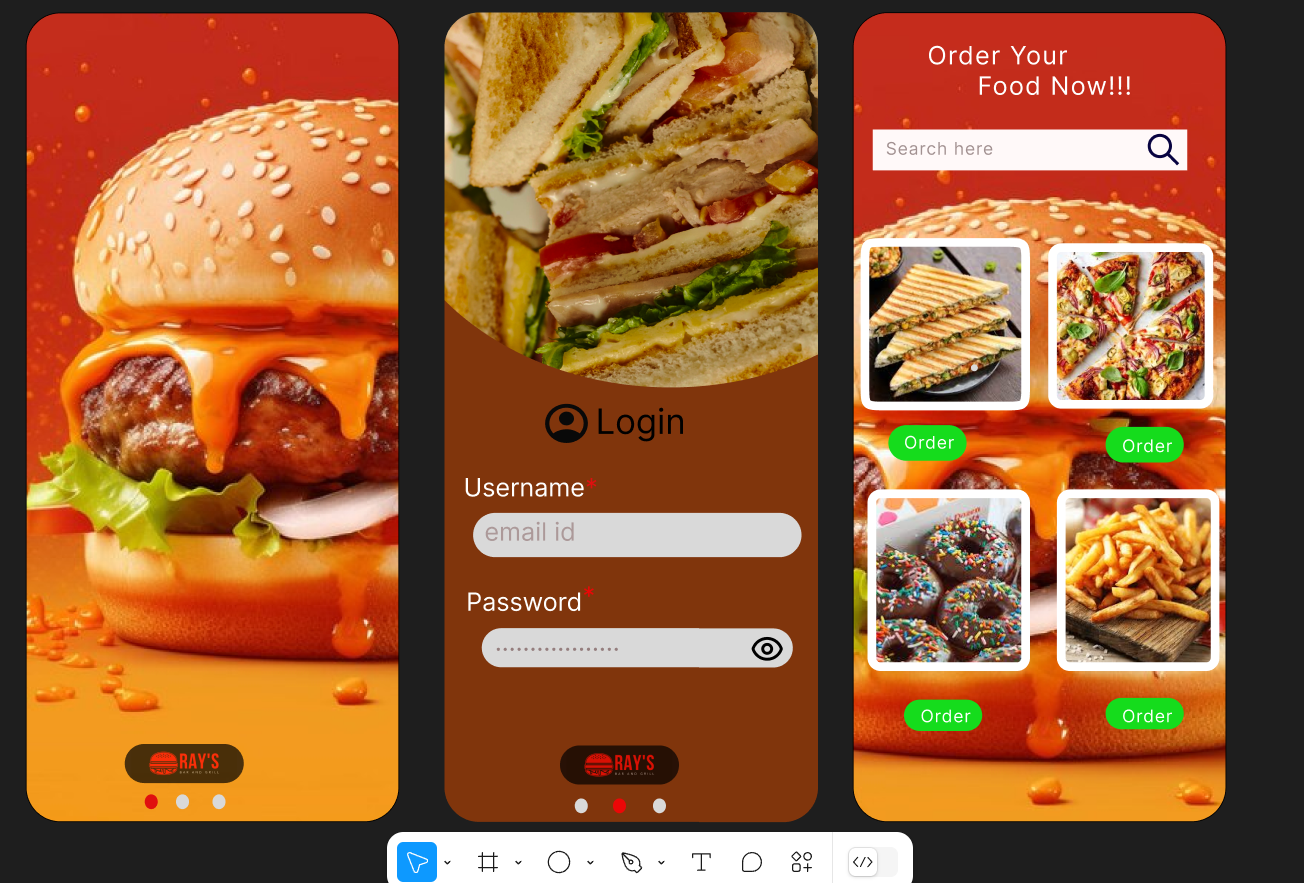 RAY'S
BAR AND GRILL
Login
Username*
email id
Password*
RAY'S
BAR AND GRILL
Order Your
Food Now!!!
Search here
Order
Order
Dozen
Order
Order